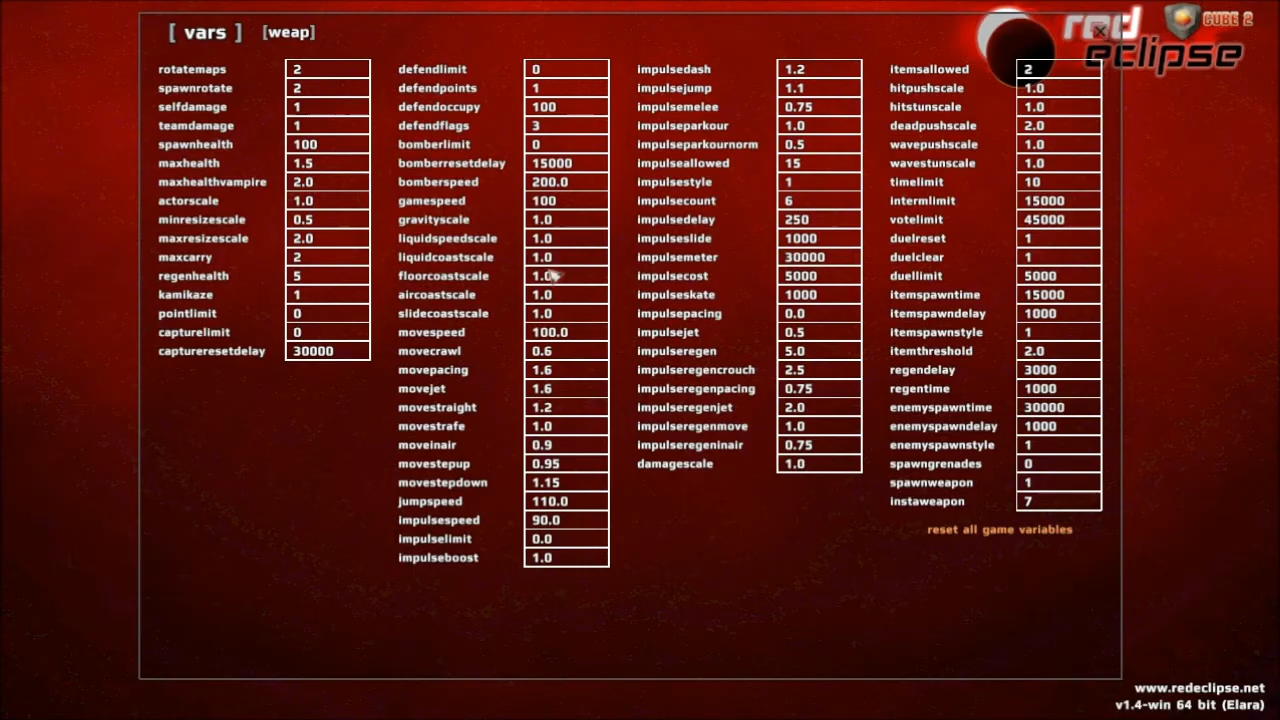 [ vars ] [weap]
red
eclipse
CUBE 2
rotatemaps 2
spawnrotate 2
selfdamage 1
teamdamage 1
spawnhealth 100
maxhealth 1.5
maxhealthvampire 2.0
actorscale 1.0
minresizescale 0.5
maxresizescale 2.0
maxcarry 2
regenhealth 5
kamikaze 1
pointlimit 0
capturelimit 0
captureresetdelay 30000
defendlimit 0
defendpoints 1
defendoccupy 100
defendflags 3
bomberlimit 0
bomberresetdelay 15000
bomberspeed 200.0
gamespeed 100
gravityscale 1.0
liquidspeedscale 1.0
liquidcoastscale 1.0
floorcoastscale 1.0
aircoastscale 1.0
slidecoastscale 1.0
movespeed 100.0
movecrawl 0.6
movepacing 1.6
movejet 1.6
movestraight 1.2
movestrafe 1.0
moveinair 0.9
movestepup 0.95
movestepdown 1.15
jumpspeed 110.0
impulsespeed 90.0
impulselimit 0.0
impulseboost 1.0
impulsedash 1.2
impulsejump 1.1
impulsemelee 0.75
impulseparkour 1.0
impulseparkournorm 0.5
impulseallowed 15
impulsestyle 1
impulsecount 6
impulsedelay 250
impulseslide 1000
impulsemeter 30000
impulsecost 5000
impulseskate 1000
impulsepacing 0.0
impulsejet 0.5
impulseregen 5.0
impulseregencrouch 2.5
impulseregenpacing 0.75
impulseregenjet 2.0
impulseregenmove 1.0
impulseregeninair 0.75
damagescale 1.0
itemsallowed 2
hitpushscale 1.0
hitstunscale 1.0
deadpushscale 2.0
wavepushscale 1.0
wavestunscale 1.0
timelimit 10
intermlimit 15000
votelimit 45000
duelreset 1
duelclear 1
duellimit 5000
itemspawntime 15000
itemspawndelay 1000
itemspawnstyle 1
itemthreshold 2.0
regendelay 3000
regentime 1000
enemyspawntime 30000
enemyspawndelay 1000
enemyspawnstyle 1
spawngrenades 0
spawnweapon 1
instaweapon 7
reset all game variables
www.redeclipse.net
v1.4-win 64 bit (Elara)